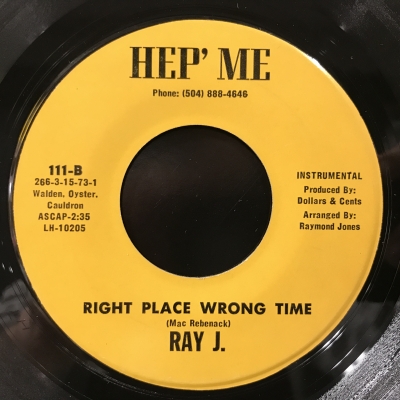 HEP' ME
Phone: (504) 888-4646
111-B
266-3-15-73-1
Walden, Oyster,
Cauldron
ASCAP-2:35
LH-10205
INSTRUMENTAL
Produced By:
Dollars & Cents
Arranged By:
Raymond Jones
RIGHT PLACE WRONG TIME
(Mac Rebenack)
RAY J.